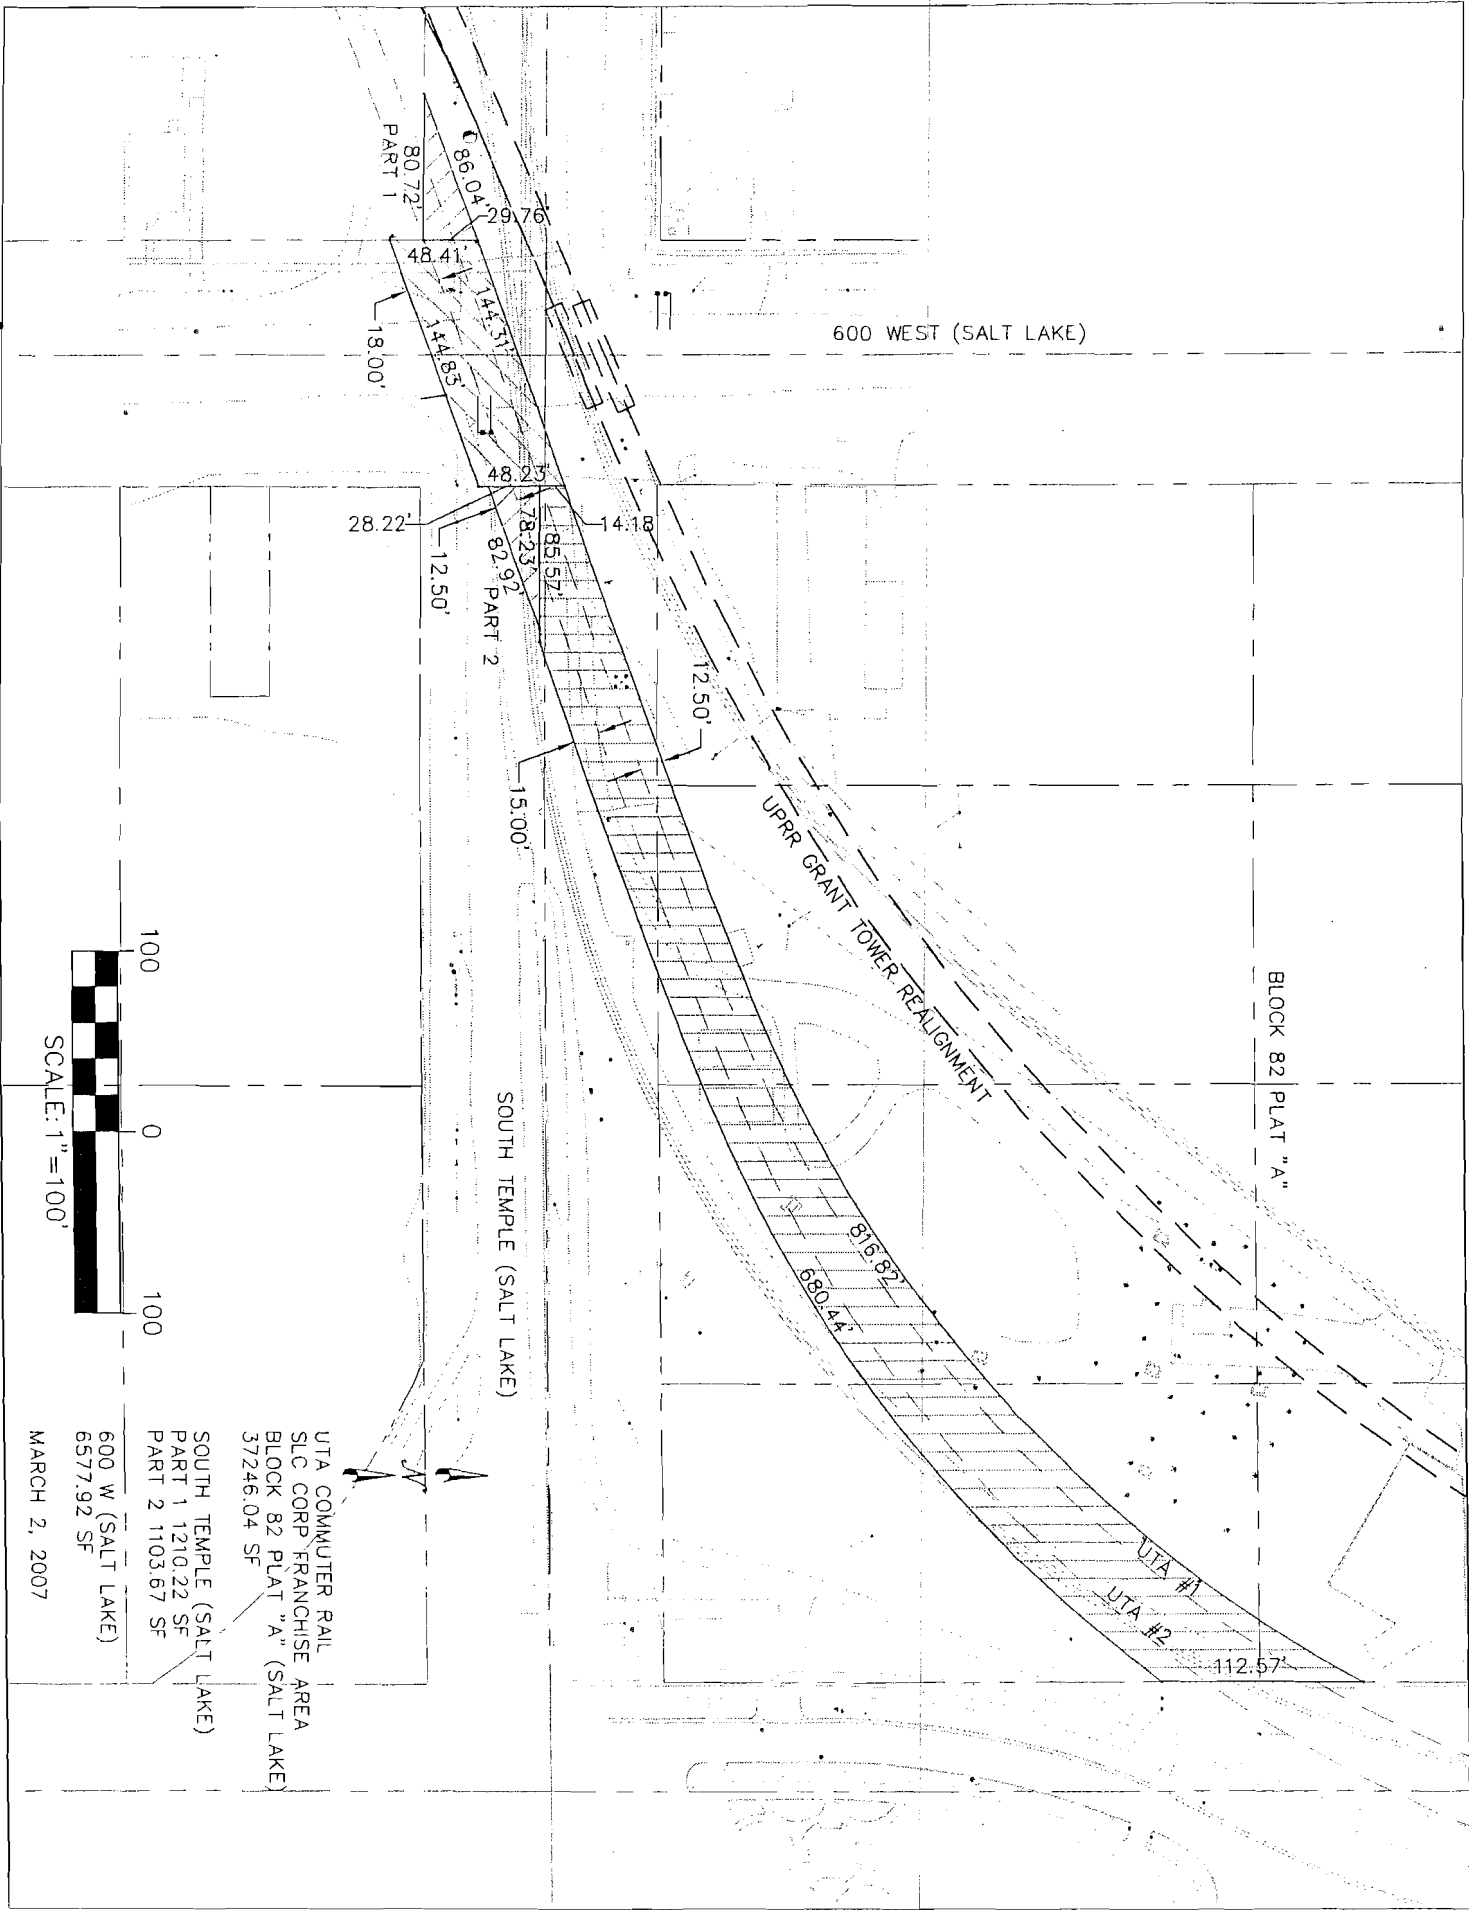 600 WEST (SALT LAKE)
80.72'
PART 1
86.04'
29.76'
48.41'
144.31'
144.83'
18.00'
48.23'
28.22'
14.18
12.50'
78.23'
85.57'
82.92'
PART 2
12.50'
15.00'
UPRR GRANT TOWER REALIGNMENT
BLOCK 82 PLAT "A"
SOUTH TEMPLE (SALT LAKE)
816.82'
680.44'
UTA #1
UTA #2
112.57'
100
0
100
SCALE: 1"=100'
N
UTA COMMUTER RAIL
SLC CORP FRANCHISE AREA
BLOCK 82 PLAT "A" (SALT LAKE)
37246.04 SF
SOUTH TEMPLE (SALT LAKE)
PART 1 1210.22 SF
PART 2 1103.67 SF
600 W (SALT LAKE)
6577.92 SF
MARCH 2, 2007